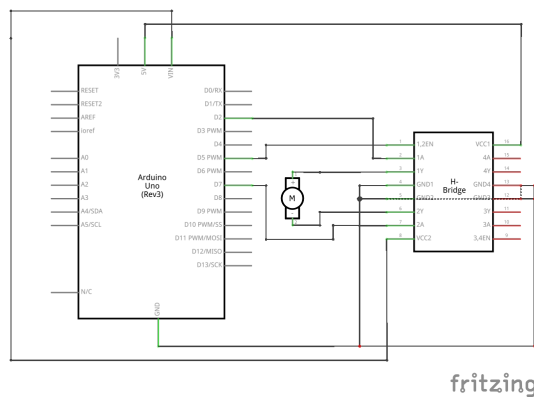 3V3
5V
VIN
RESET
RESET2
AREF
ioref
A0
A1
A2
A3
A4/SDA
A5/SCL
N/C
D0/RX
D1/TX
D2
D3 PWM
D4
D5 PWM
D6 PWM
D7
D8
D9 PWM
D10 PWM/SS
D11 PWM/MOSI
D12/MISO
D13/SCK
GND
Arduino
Uno
(Rev3)
M
1,2EN
1A
1Y
GND1
GND2
2Y
2A
VCC2
H-
Bridge
VCC1
4A
4Y
GND4
GND3
3Y
3A
3,4EN
fritzing